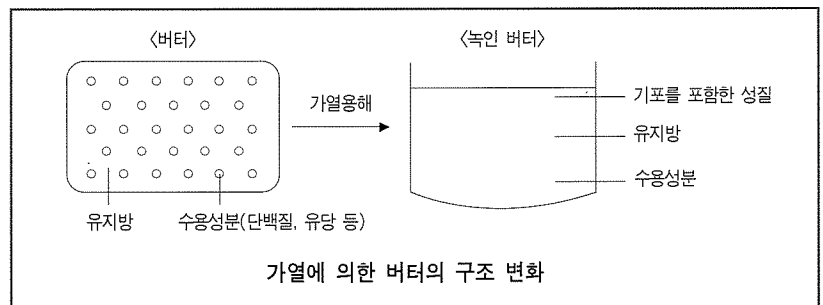 〈버터〉
〈녹인 버터〉
가열용해
기포를 포함한 성질
유지방
수용성분
유지방
수용성분(단백질, 유당 등)
가열에 의한 버터의 구조 변화